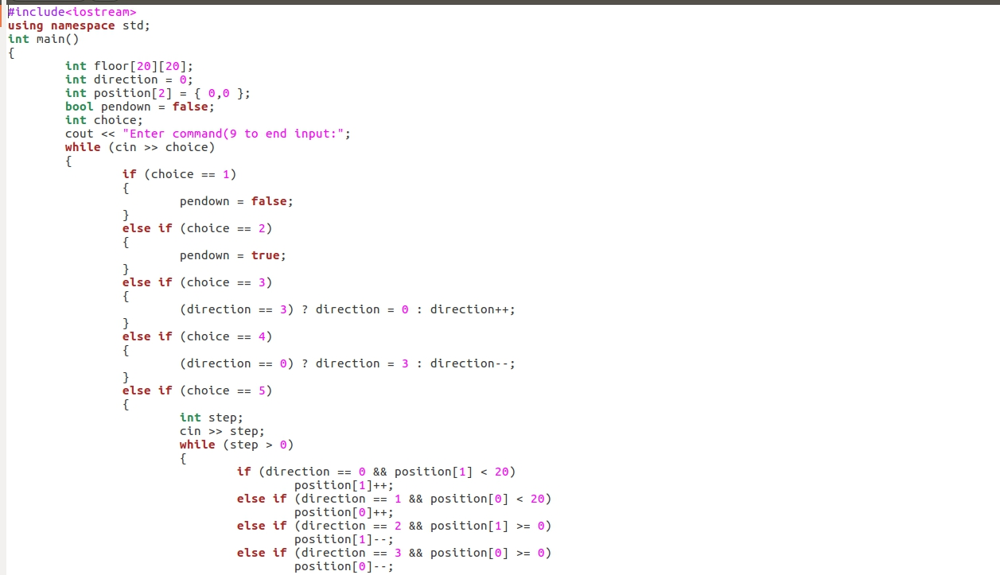 #include<iostream>
using namespace std;
int main()
{
        int floor[20][20];
        int direction = 0;
        int position[2] = { 0,0 };
        bool pendown = false;
        int choice;
        cout << "Enter command(9 to end input:";
        while (cin >> choice)
        {
                if (choice == 1)
                {
                        pendown = false;
                }
                else if (choice == 2)
                {
                        pendown = true;
                }
                else if (choice == 3)
                {
                        (direction == 3) ? direction = 0 : direction++;
                }
                else if (choice == 4)
                {
                        (direction == 0) ? direction = 3 : direction--;
                }
                else if (choice == 5)
                {
                        int step;
                        cin >> step;
                        while (step > 0)
                        {
                                if (direction == 0 && position[1] < 20)
                                        position[1]++;
                                else if (direction == 1 && position[0] < 20)
                                        position[0]++;
                                else if (direction == 2 && position[1] >= 0)
                                        position[1]--;
                                else if (direction == 3 && position[0] >= 0)
                                        position[0]--;